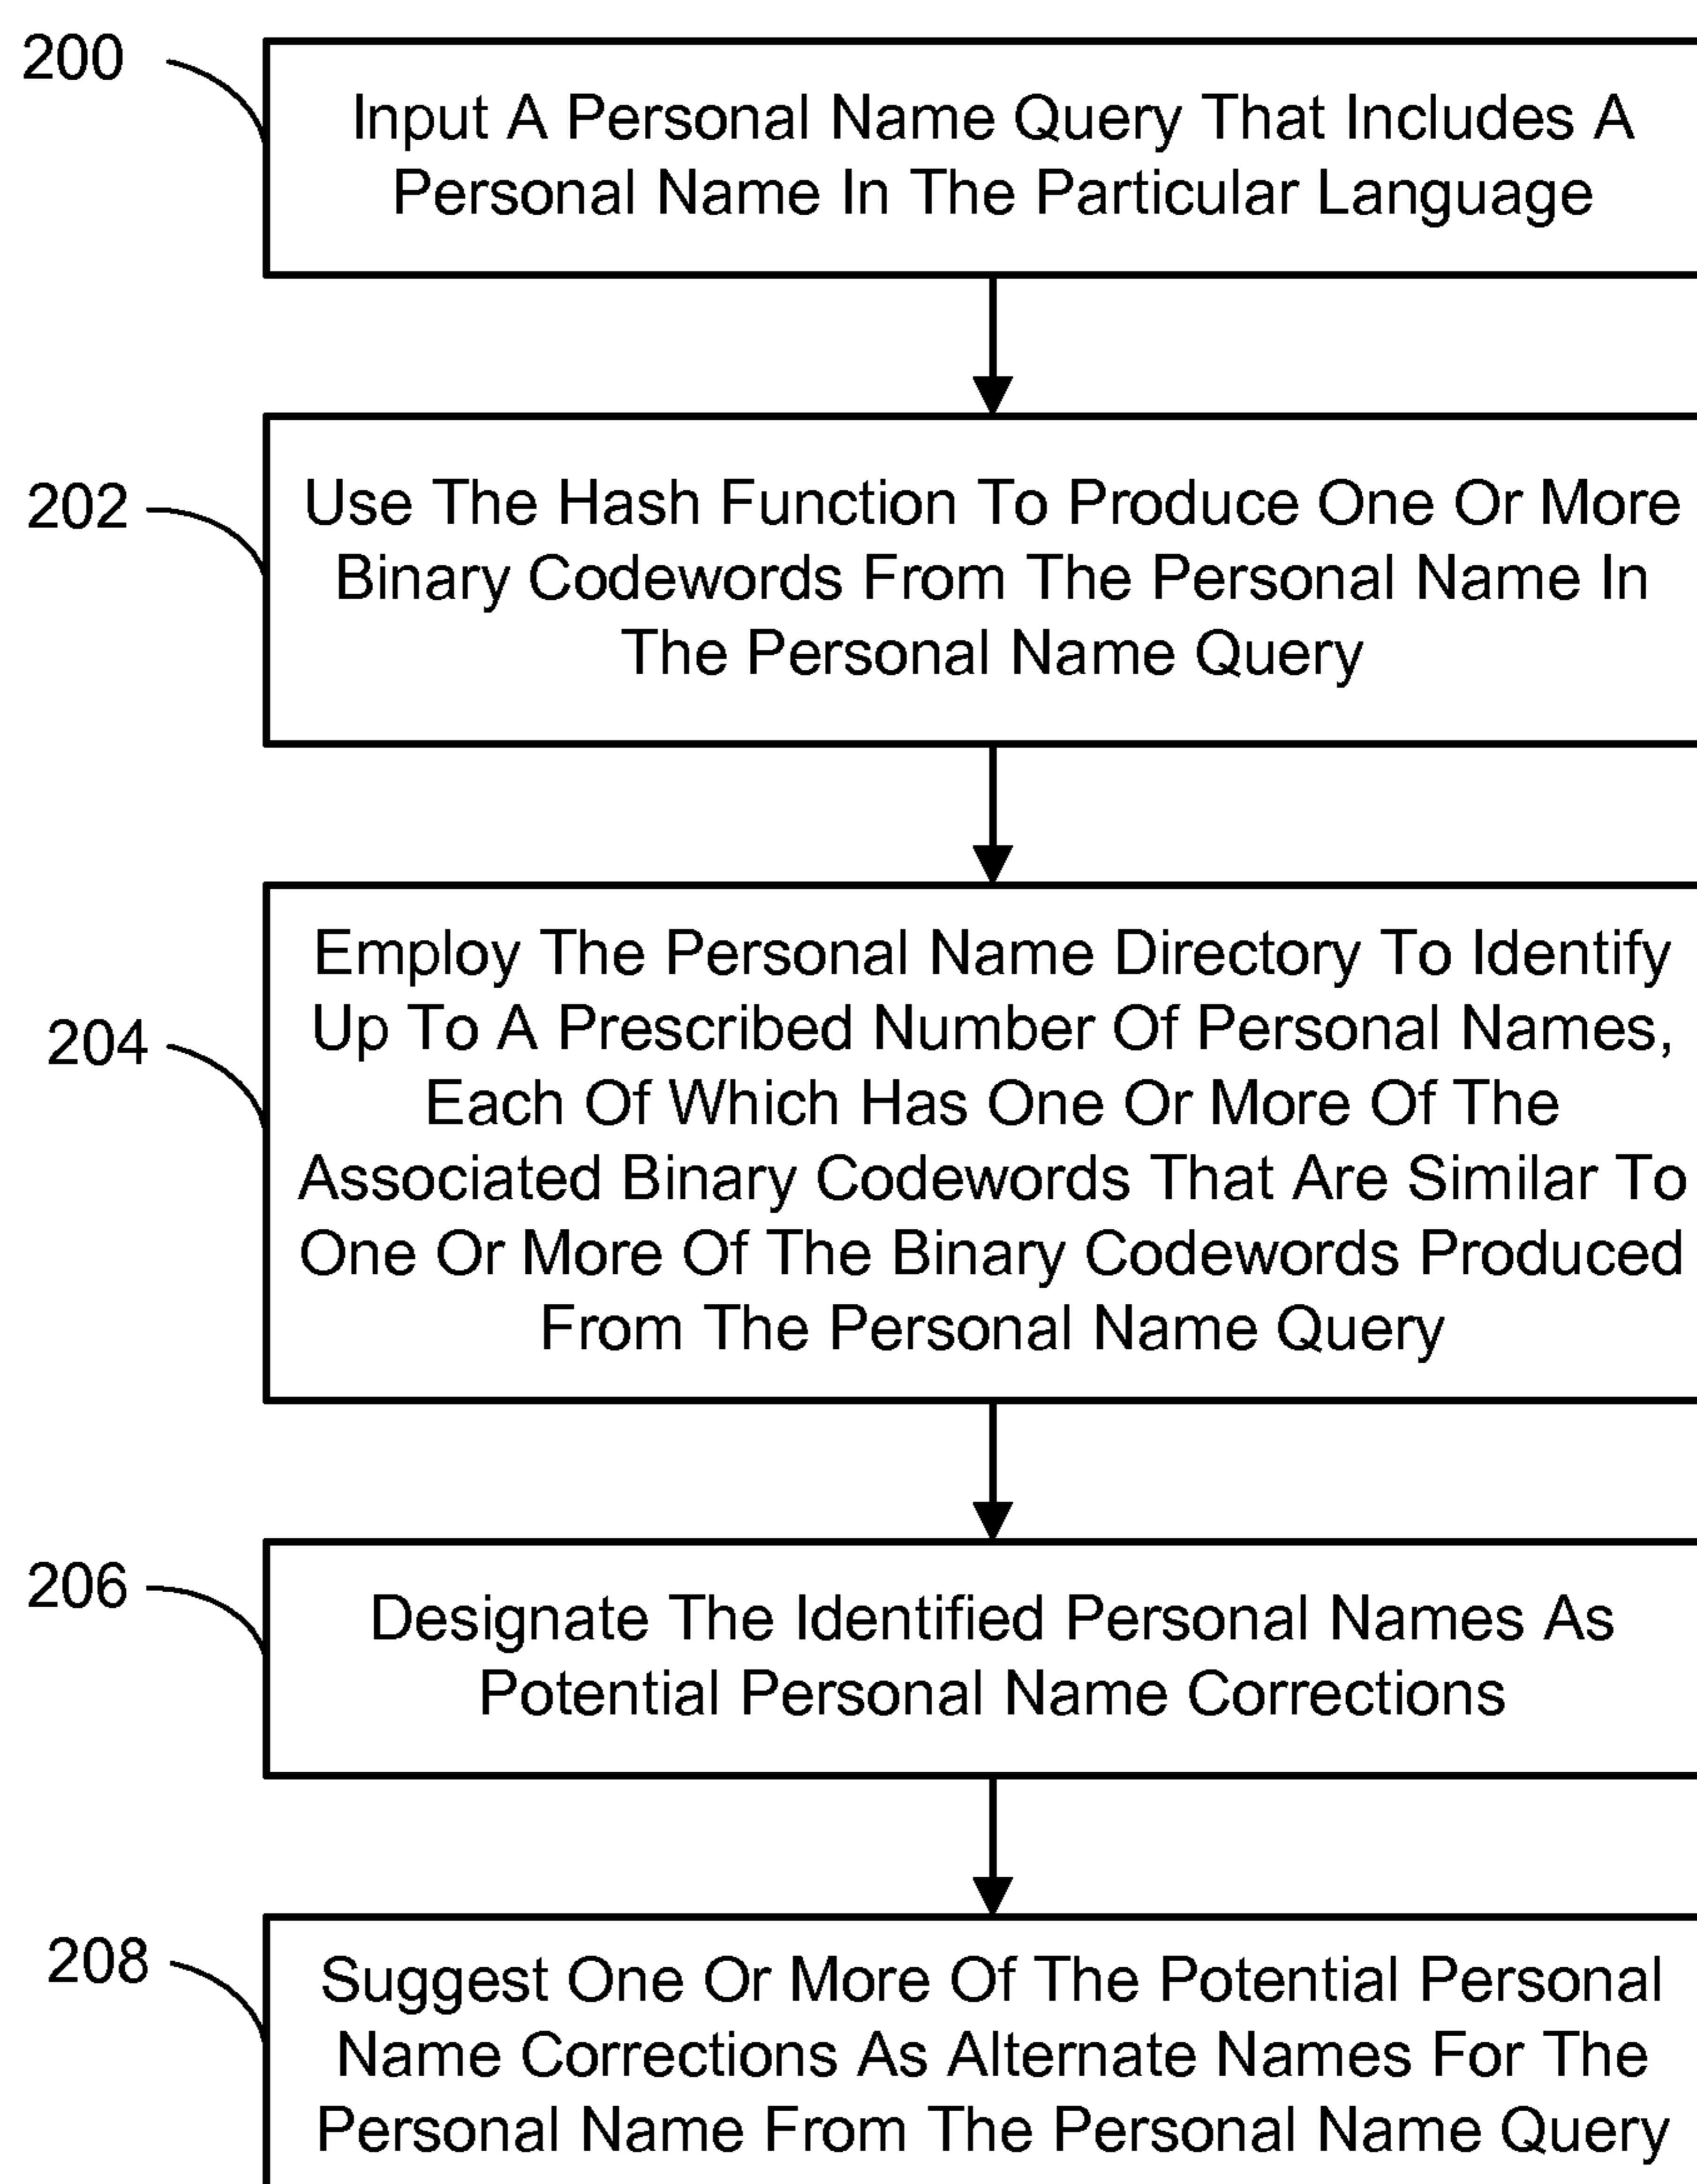 200
Input A Personal Name Query That Includes A
Personal Name In The Particular Language
202
Use The Hash Function To Produce One Or More
Binary Codewords From The Personal Name In
The Personal Name Query
204
Employ The Personal Name Directory To Identify
Up To A Prescribed Number Of Personal Names,
Each Of Which Has One Or More Of The
Associated Binary Codewords That Are Similar To
One Or More Of The Binary Codewords Produced
From The Personal Name Query
206
Designate The Identified Personal Names As
Potential Personal Name Corrections
208
Suggest One Or More Of The Potential Personal
Name Corrections As Alternate Names For The
Personal Name From The Personal Name Query